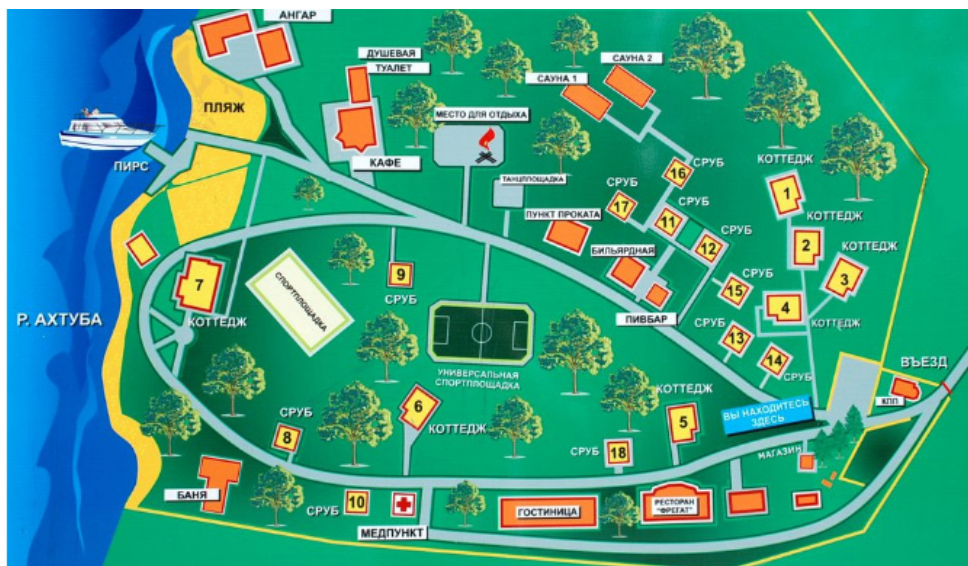 АНГАР
ДУШЕВАЯ
ТУАЛЕТ
САУНА 2
САУНА 1
ПЛЯЖ
МЕСТО ДЛЯ ОТДЫХА
КАФЕ
ПИРС
КОТТЕДЖ
1
СРУБ
16
ТАНЦПЛОЩАДКА
СРУБ
17
ПУНКТ ПРОКАТА
11
СРУБ
12
КОТТЕДЖ
2
КОТТЕДЖ
3
БИЛЬЯРДНАЯ
7
КОТТЕДЖ
СПОРТПЛОЩАДКА
9
СРУБ
15
СРУБ
4
КОТТЕДЖ
ПИВБАР
Р. АХТУБА
СРУБ
13
14
СРУБ
ВЪЕЗД
КПП
УНИВЕРСАЛЬНАЯ
СПОРТПЛОЩАДКА
ВЫ НАХОДИТЕСЬ
ЗДЕСЬ
6
КОТТЕДЖ
КОТТЕДЖ
5
СРУБ
8
СРУБ
18
МАГАЗИН
БАНЯ
СРУБ
10
МЕДПУНКТ
ГОСТИНИЦА
РЕСТОРАН
"ФРЕГАТ"